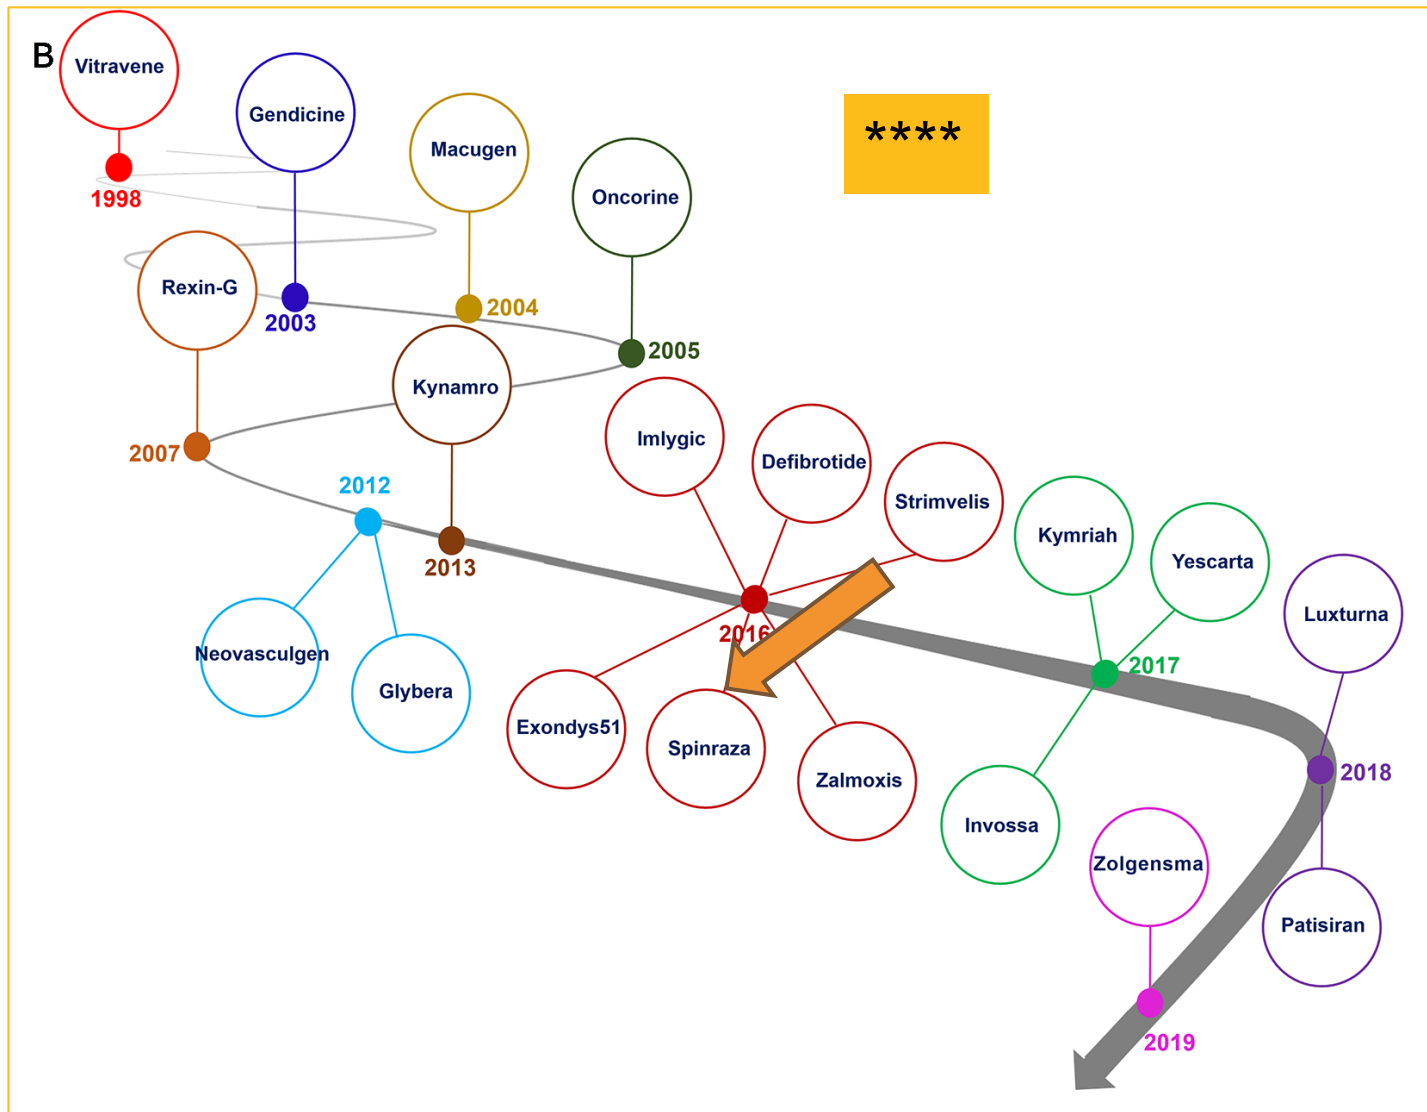 B
Vitravene
Gendicine
Macugen
Oncorine
****
1998
Rexin-G
2003
2004
2005
Kynamro
2007
Imlygic
Defibrotide
Strimvelis
2012
2013
Kymriah
Yescarta
Luxturna
2016
2017
Neovasculgen
Glybera
Exondys51
Spinraza
Zalmoxis
2018
Invossa
Zolgensma
Patisiran
2019